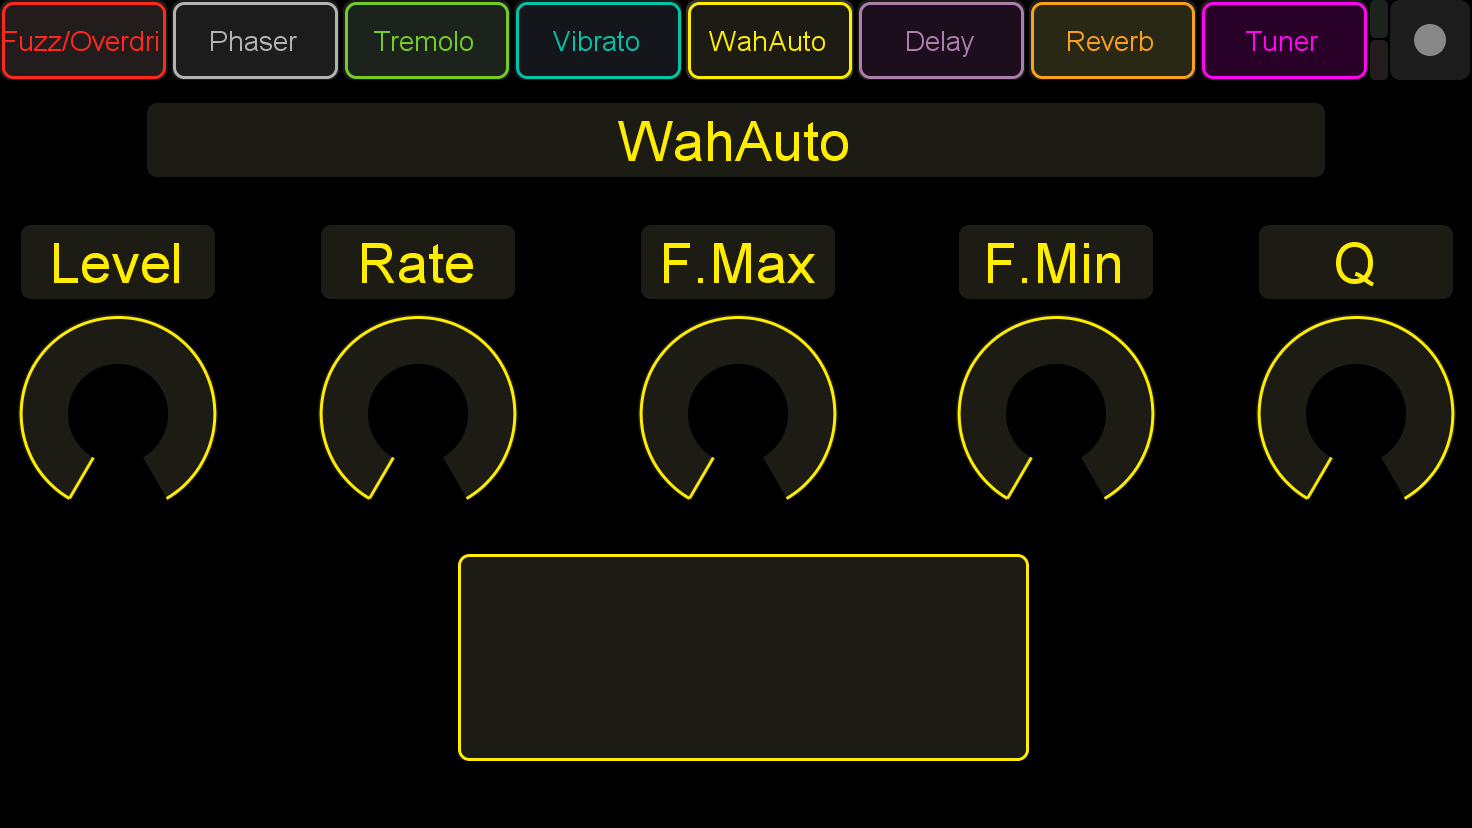 Fuzz/Overdri
Phaser
Tremolo
Vibrato
WahAuto
Delay
Reverb
Tuner
WahAuto
Level
Rate
F.Max
F.Min
Q